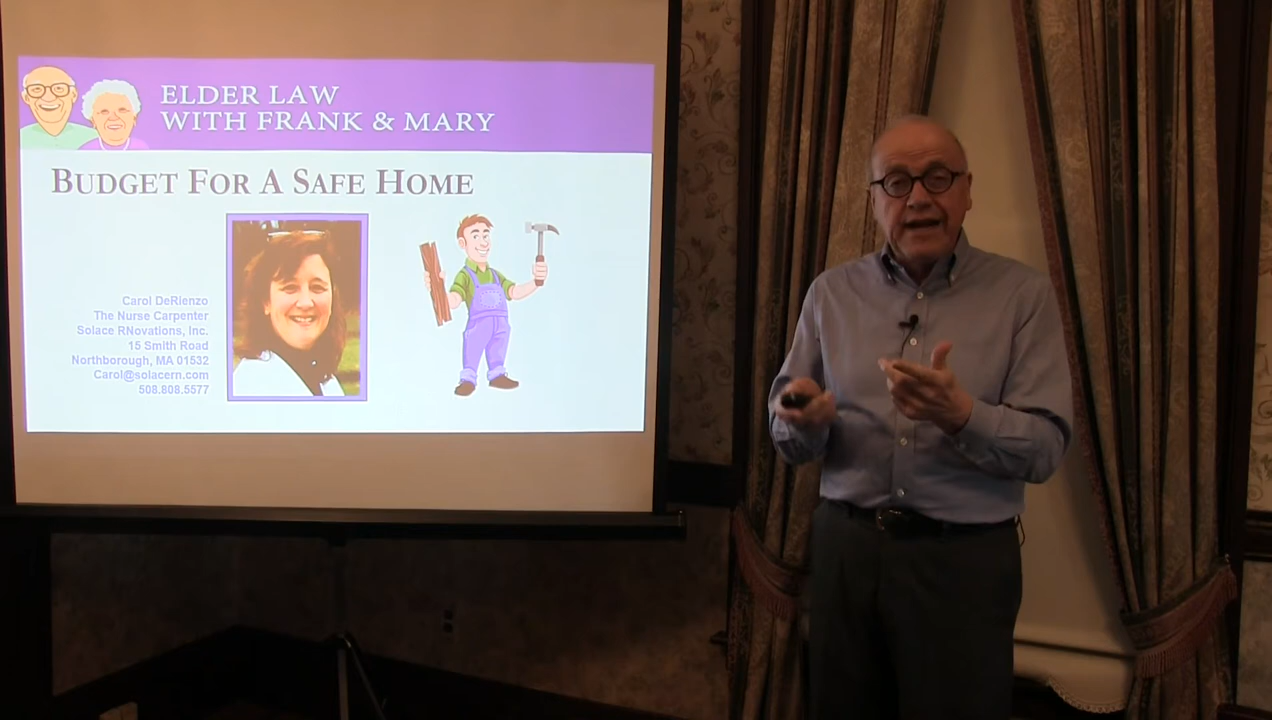 ELDER LAW
WITH FRANK & MARY
BUDGET FOR A SAFE HOME
Carol DeRienzo
The Nurse Carpenter
Solace RNovations, Inc.
15 Smith Road
Northborough, MA 01532
Carol@solacern.com
508.808.5577